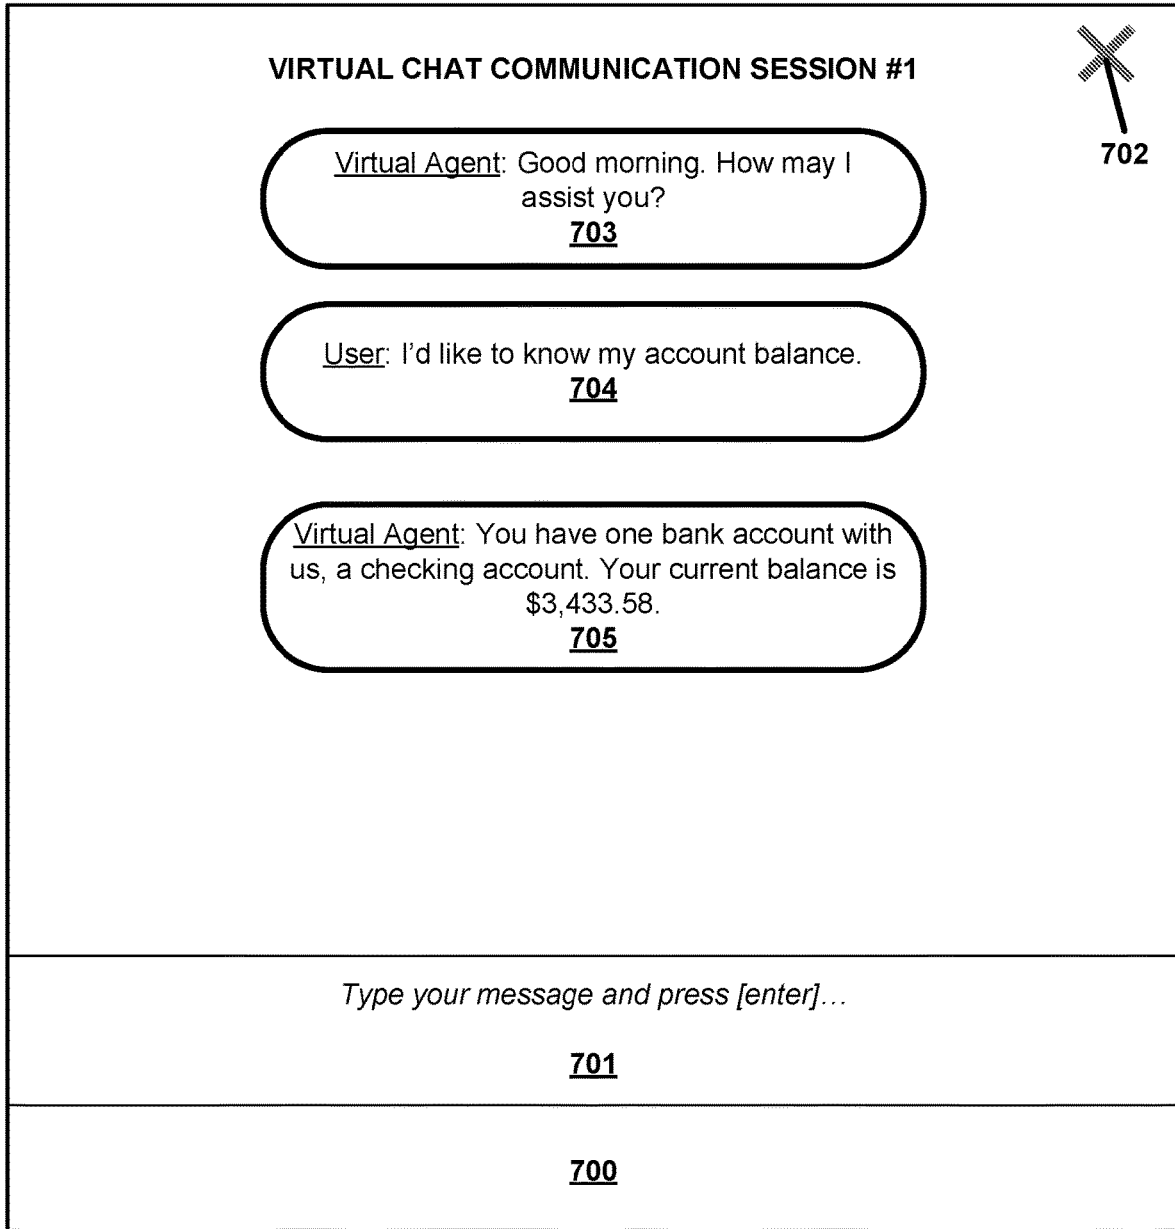 VIRTUAL CHAT COMMUNICATION SESSION #1
702
Virtual Agent: Good morning. How may I
assist you?
703
User: I'd like to know my account balance.
704
Virtual Agent: You have one bank account with
us, a checking account. Your current balance is
$3,433.58.
705
Type your message and press [enter]...
701
700